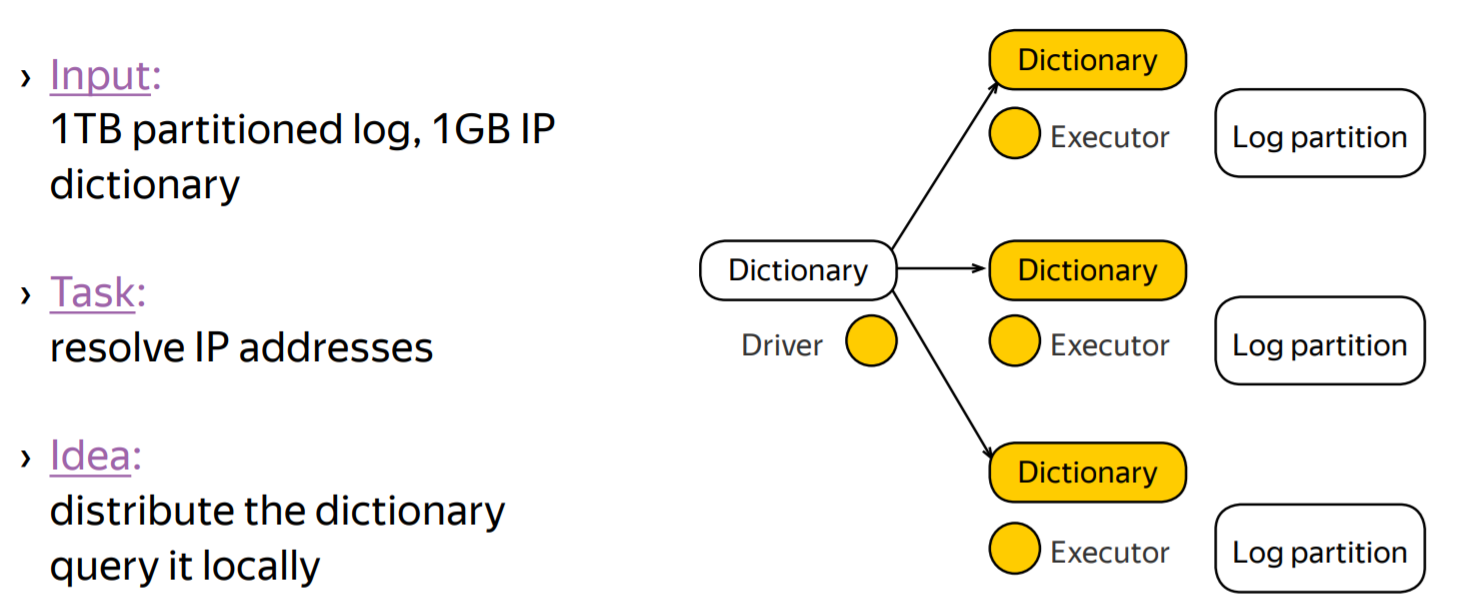 › Input:
1TB partitioned log, 1GB IP
dictionary
› Task:
resolve IP addresses
› Idea:
distribute the dictionary
query it locally
Dictionary
Driver
Dictionary
Executor
Log partition
Dictionary
Executor
Log partition
Dictionary
Executor
Log partition